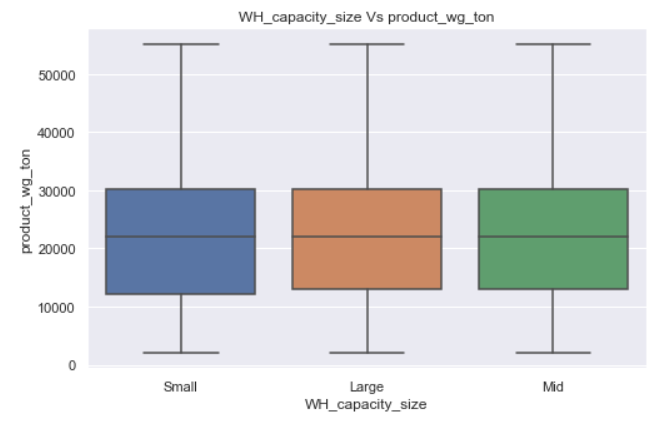 WH_capacity_size Vs product_wg_ton
product_wg_ton
50000
40000
30000
20000
10000
0
Small Large Mid
WH_capacity_size